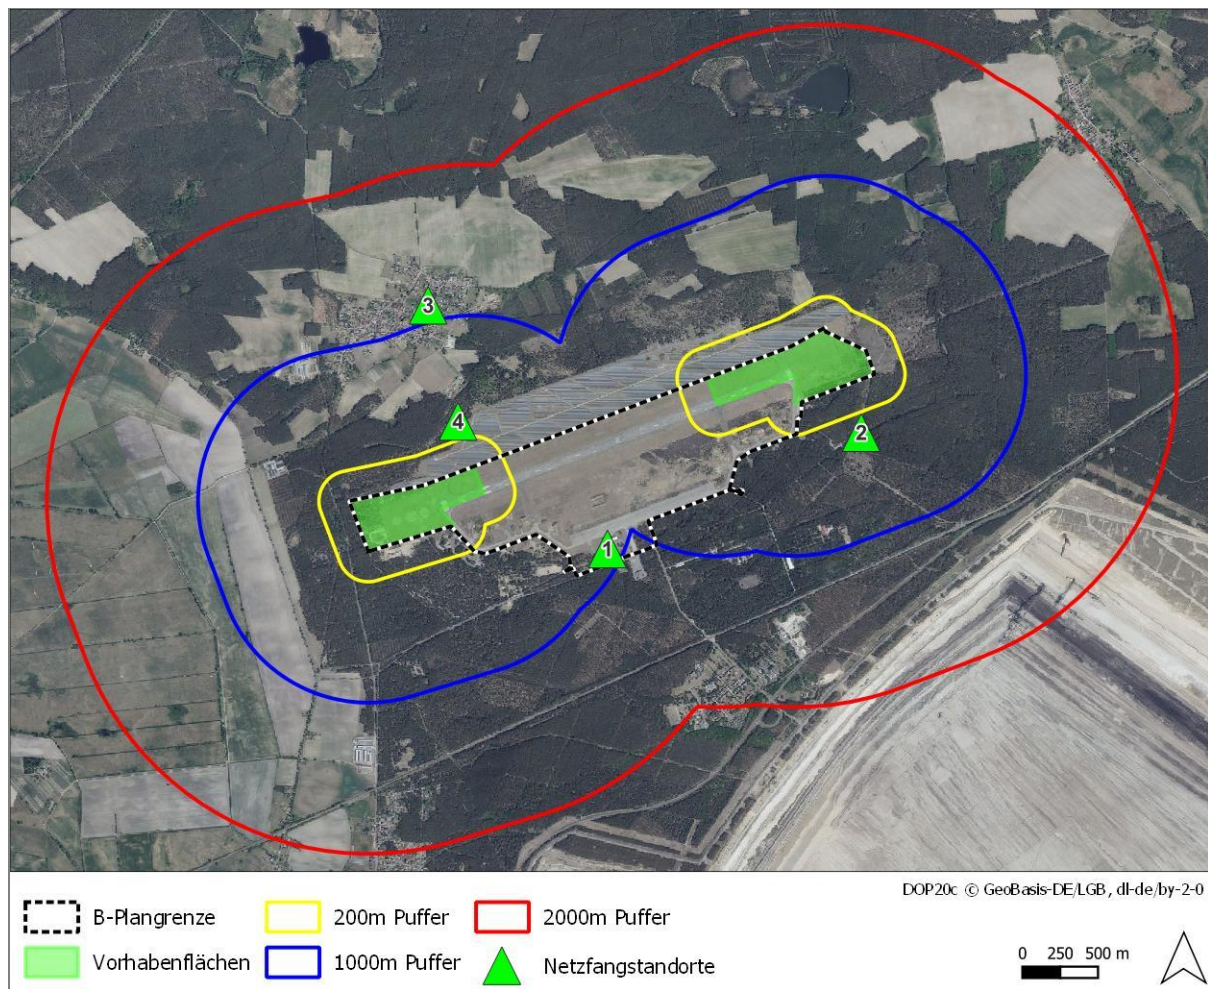 3
4
2
1
DOP20c © GeoBasis-DE/LGB, dl-de/by-2-0
B-Plangrenze
200m Puffer
2000m Puffer
Vorhabenflächen
1000m Puffer
Netzfangstandorte
0 250 500 m